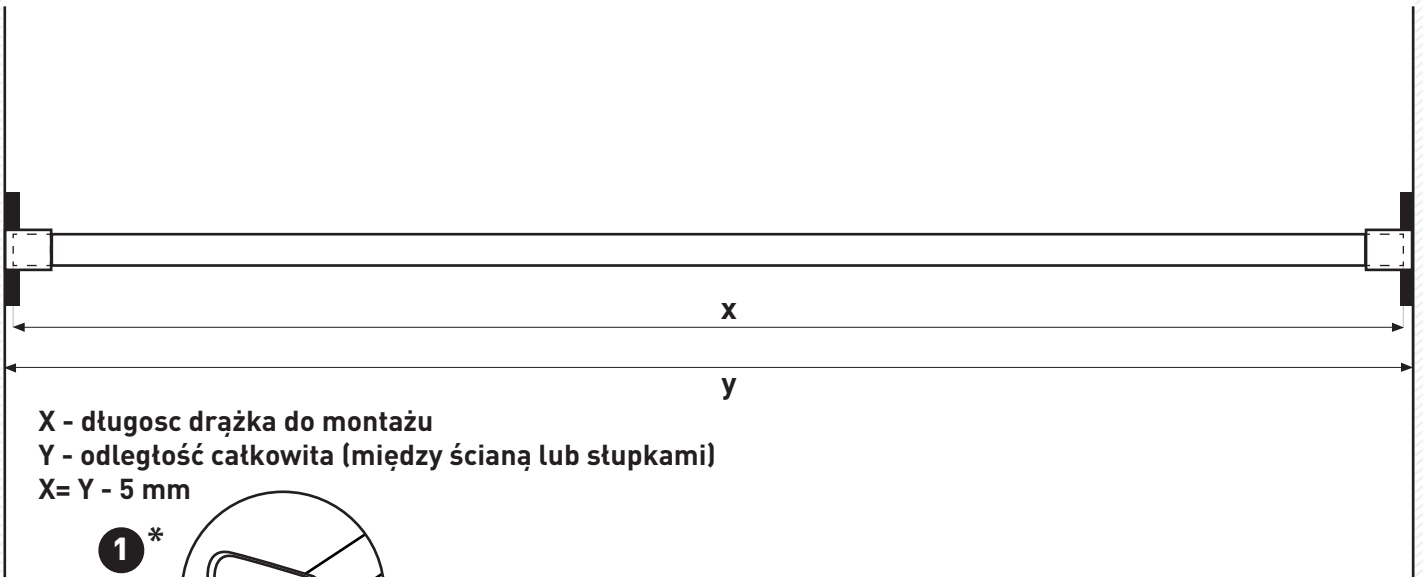 x
y
X - długosc drążka do montażu
Y - odległość całkowita (między ścianą lub słupkami)
X= Y - 5 mm
1 *